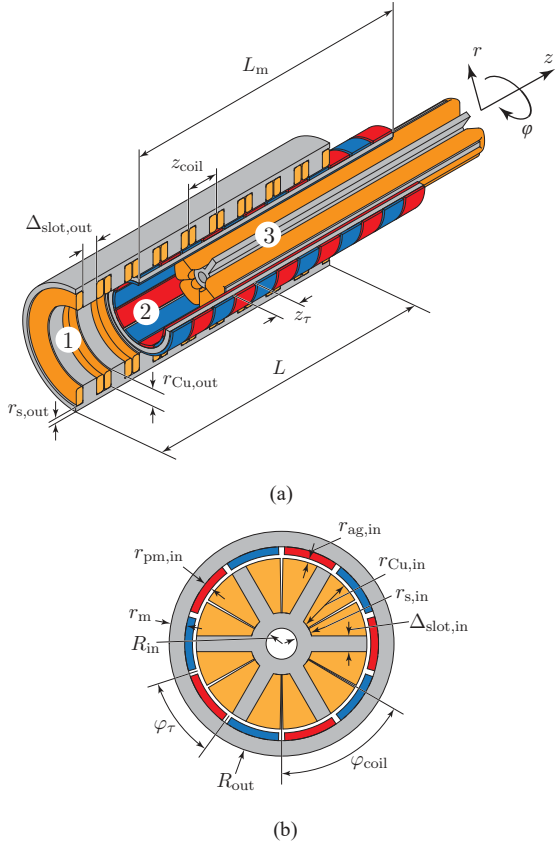 L_m
r
z
φ
z_coil
Δ_slot,out
3
2
1
z_τ
r_Cu,out
L
r_s,out
(a)
r_ag,in
r_pm,in
r_Cu,in
r_s,in
r_m
Δ_slot,in
R_in
φ_τ
φ_coil
R_out
(b)